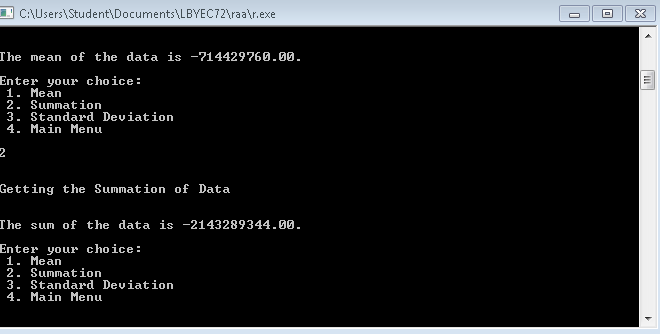 C:\Users\Student\Documents\LBYEC72\raa\r.exe
The mean of the data is -714429760.00.
Enter your choice:
1. Mean
2. Summation
3. Standard Deviation
4. Main Menu
2
Getting the Summation of Data
The sum of the data is -2143289344.00.
Enter your choice:
1. Mean
2. Summation
3. Standard Deviation
4. Main Menu